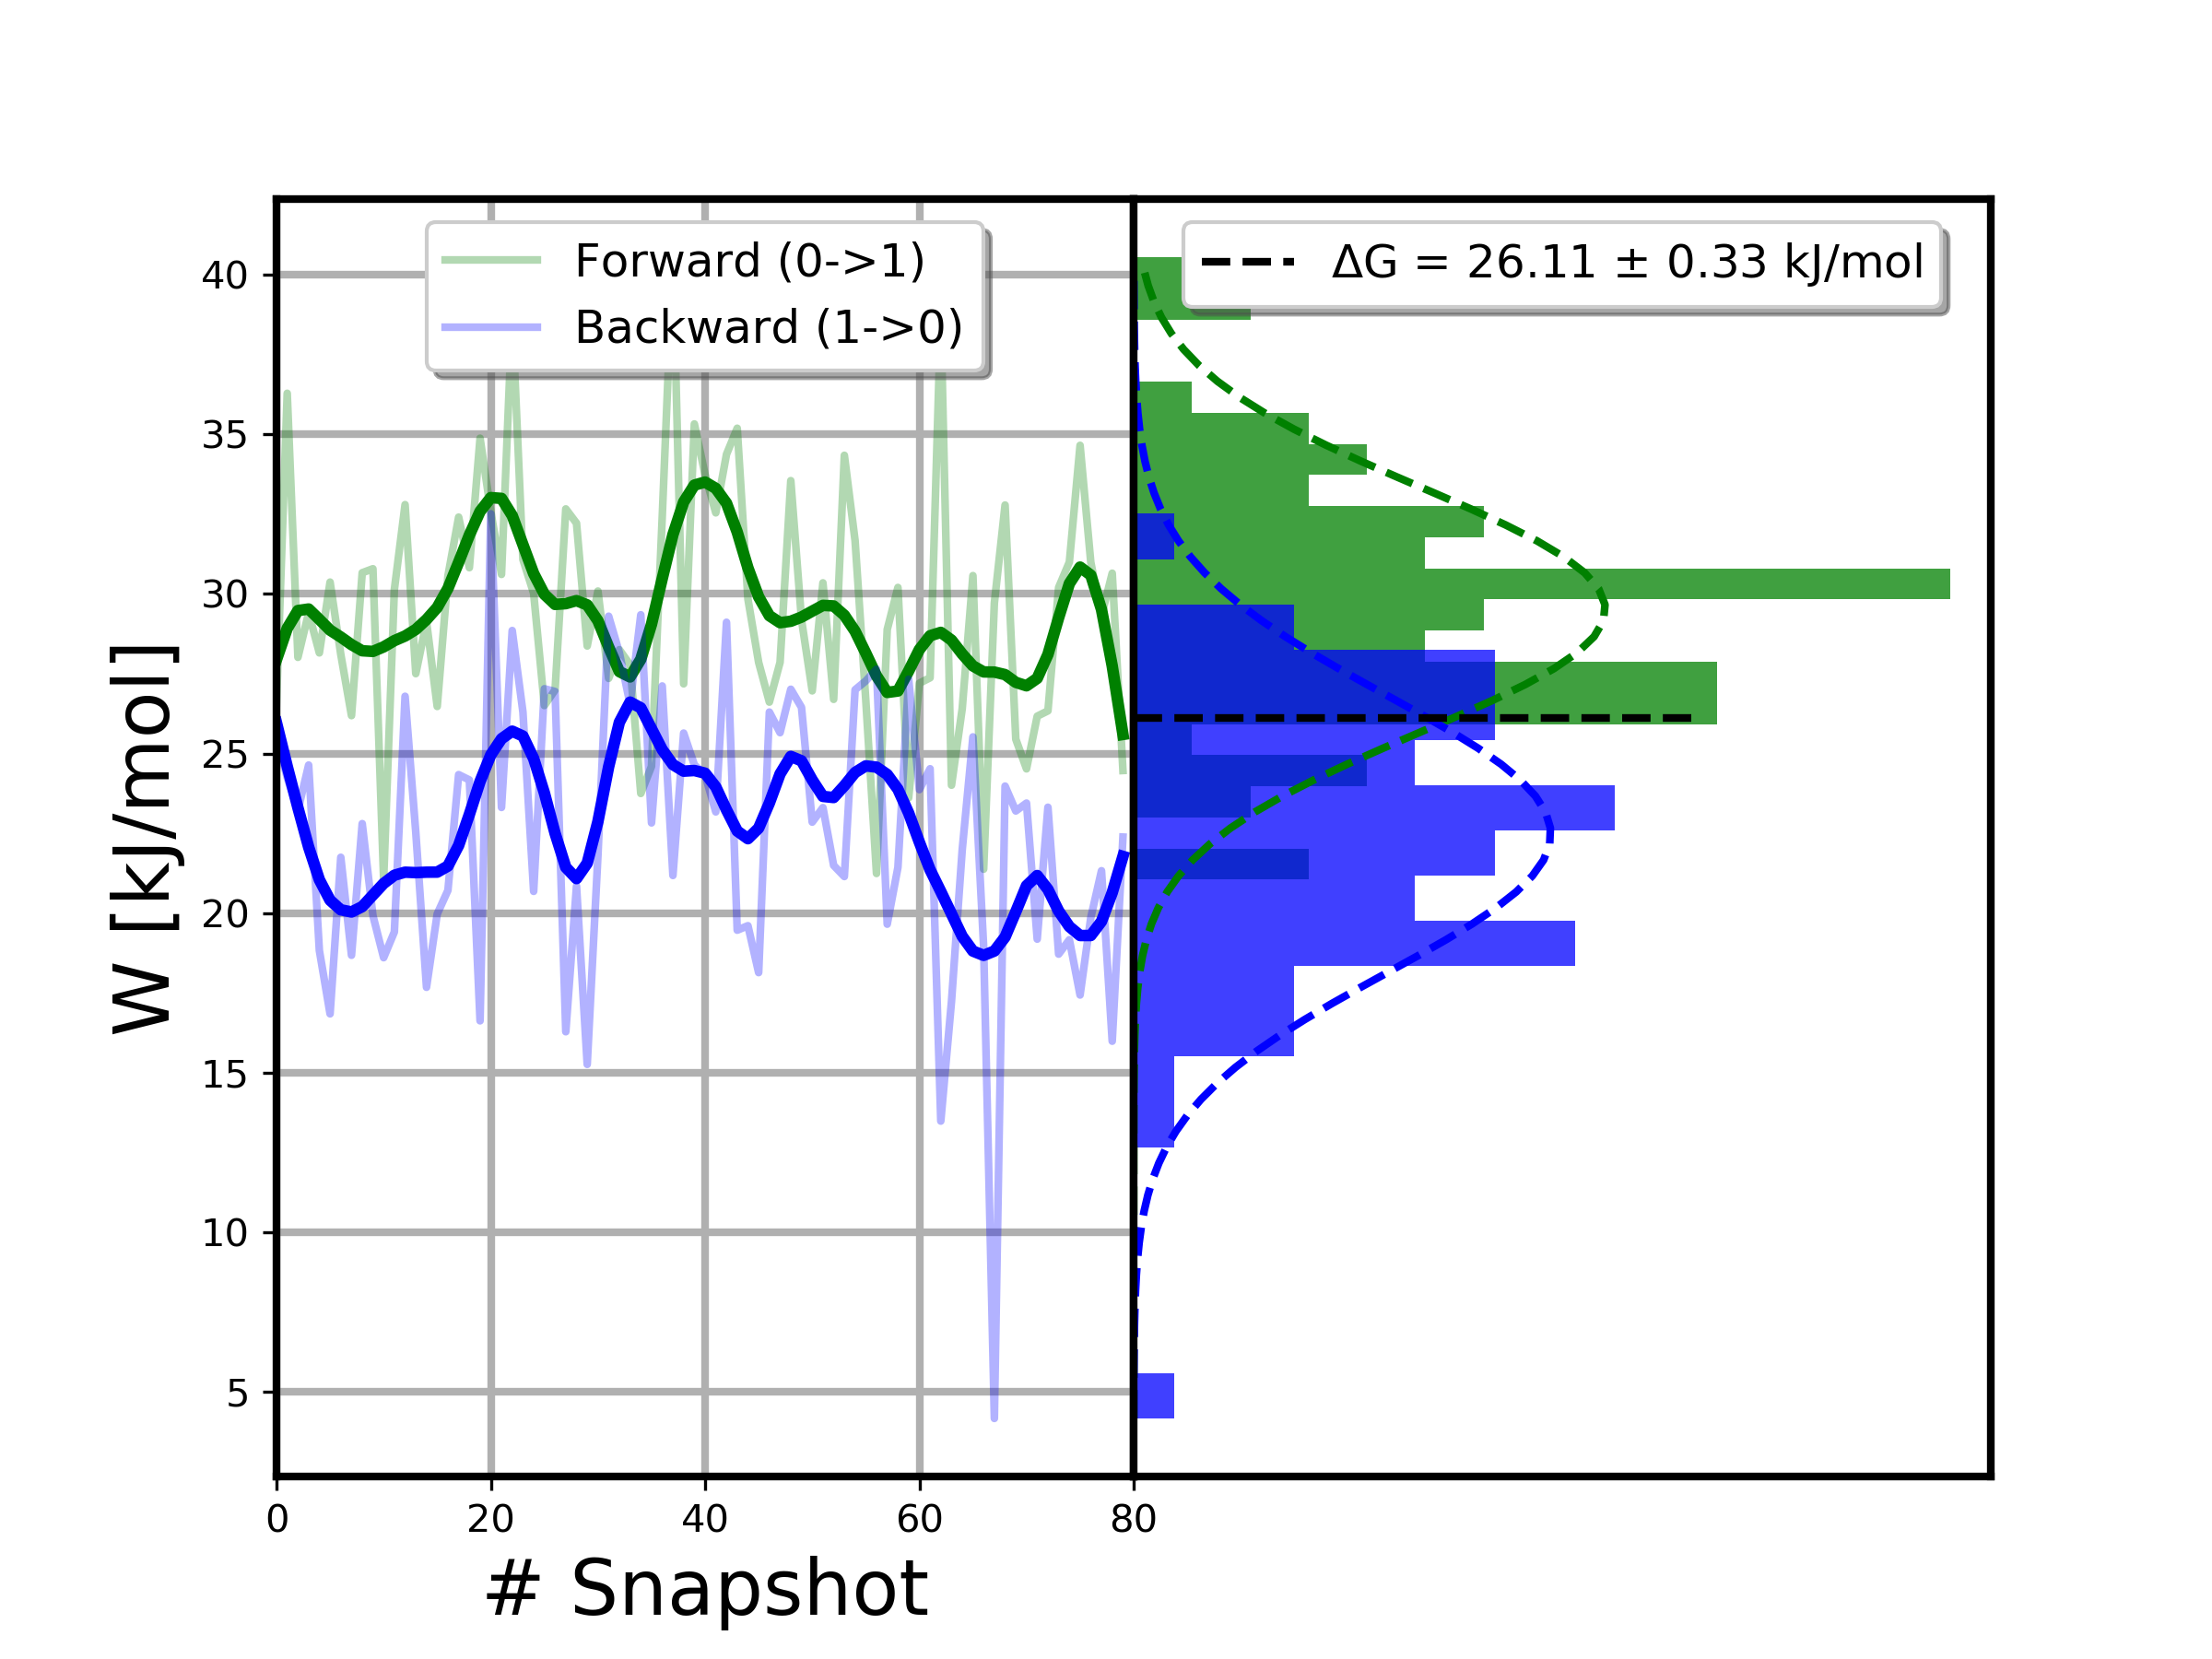 Forward (0->1)
Backward (1->0)
ΔG = 26.11 ± 0.33 kJ/mol
40
35
30
25
20
15
10
5
W [kJ/mol]
0
20
40
60
80
# Snapshot